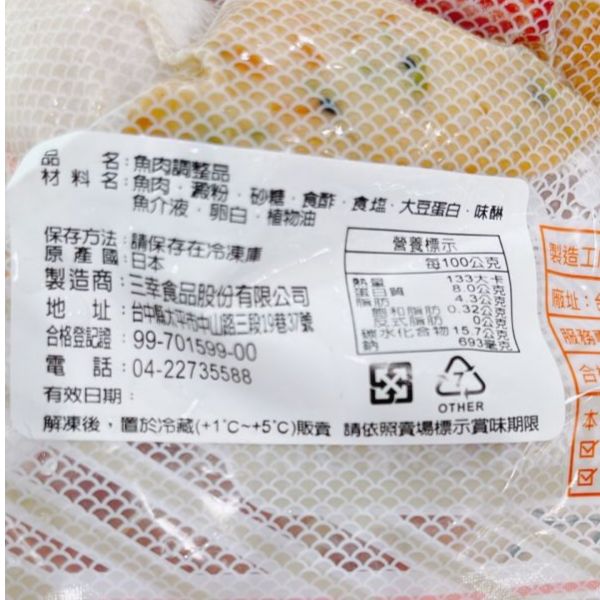 品名:魚肉調整品
材料名:魚肉·澱粉·砂糖·食酢·食塩·大豆蛋白·味醂
魚介液·卵白·植物油
保存方法:請保存在冷凍庫
原產國:日本
製造商:三幸食品股份有限公司
地址:台中縣太平市中山路三段19巷37號
合格登記證:99-701599-00
電話:04-22735588
有效日期:
解凍後,置於冷藏(+1℃~+5℃)販賣 請依照賣場標示賞味期限
營養標示
每100公克
熱量 133大卡
蛋白質 8.0公克
脂肪 4.3公克
飽和脂肪 0.32公克
反式脂肪 0公克
碳水化合物 15.7公克
鈉 693毫克
7
OTHER
製造工
廠址:台
服務專
合
本